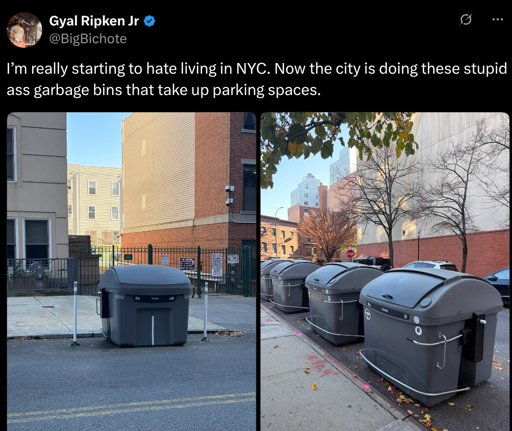 Gyal Ripken Jr
@BigBichote
I’m really starting to hate living in NYC. Now the city is doing these stupid
ass garbage bins that take up parking spaces.